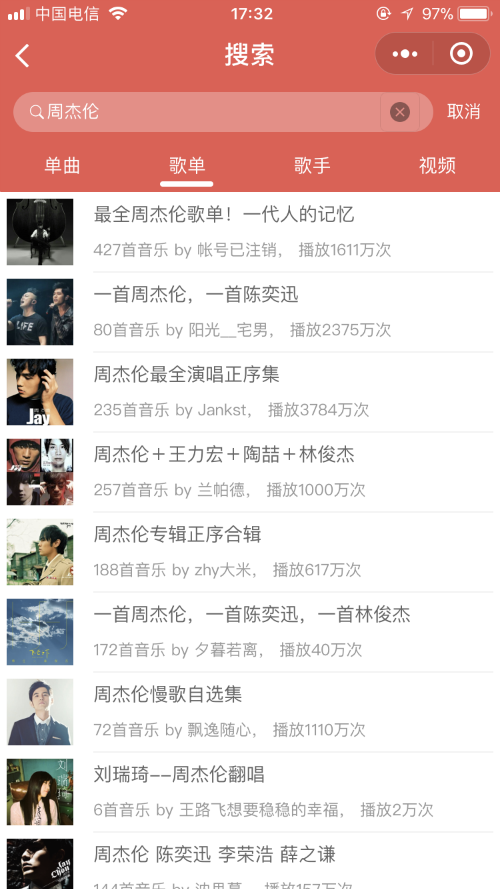 中国电信 17:32 97%
搜索
周杰伦 取消
单曲 歌单 歌手 视频
最全周杰伦歌单！一代人的记忆
427首音乐 by 帐号已注销， 播放1611万次
一首周杰伦，一首陈奕迅
LIFE
80首音乐 by 阳光__宅男， 播放2375万次
周杰伦最全演唱正序集
Jay
235首音乐 by Jankst， 播放3784万次
周杰伦＋王力宏＋陶喆＋林俊杰
257首音乐 by 兰帕德， 播放1000万次
周杰伦专辑正序合辑
188首音乐 by zhy大米， 播放617万次
一首周杰伦，一首陈奕迅，一首林俊杰
172首音乐 by 夕暮若离， 播放40万次
周杰伦慢歌自选集
72首音乐 by 飘逸随心， 播放1110万次
刘瑞琦
刘瑞琦--周杰伦翻唱
6首音乐 by 王路飞想要稳稳的幸福， 播放2万次
周杰伦 陈奕迅 李荣浩 薛之谦